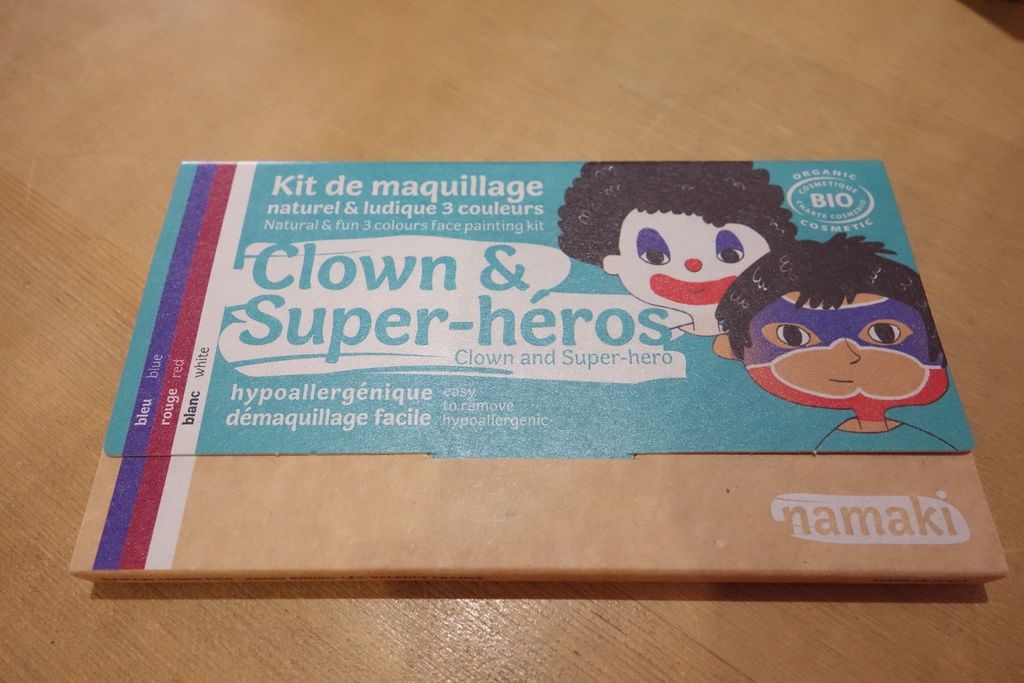 Kit de maquillage
naturel & ludique 3 couleurs
Natural & fun 3 colours face painting kit
Clown &
Super-héros
Clown and Super-hero
hypoallergénique
démaquillage facile
easy
to remove
hypoallergenic
bleu blue
rouge red
blanc white
ORGANIC
COSMETIQUE
BIO
CHARTE COSMEBIO
COSMETIC
namaki